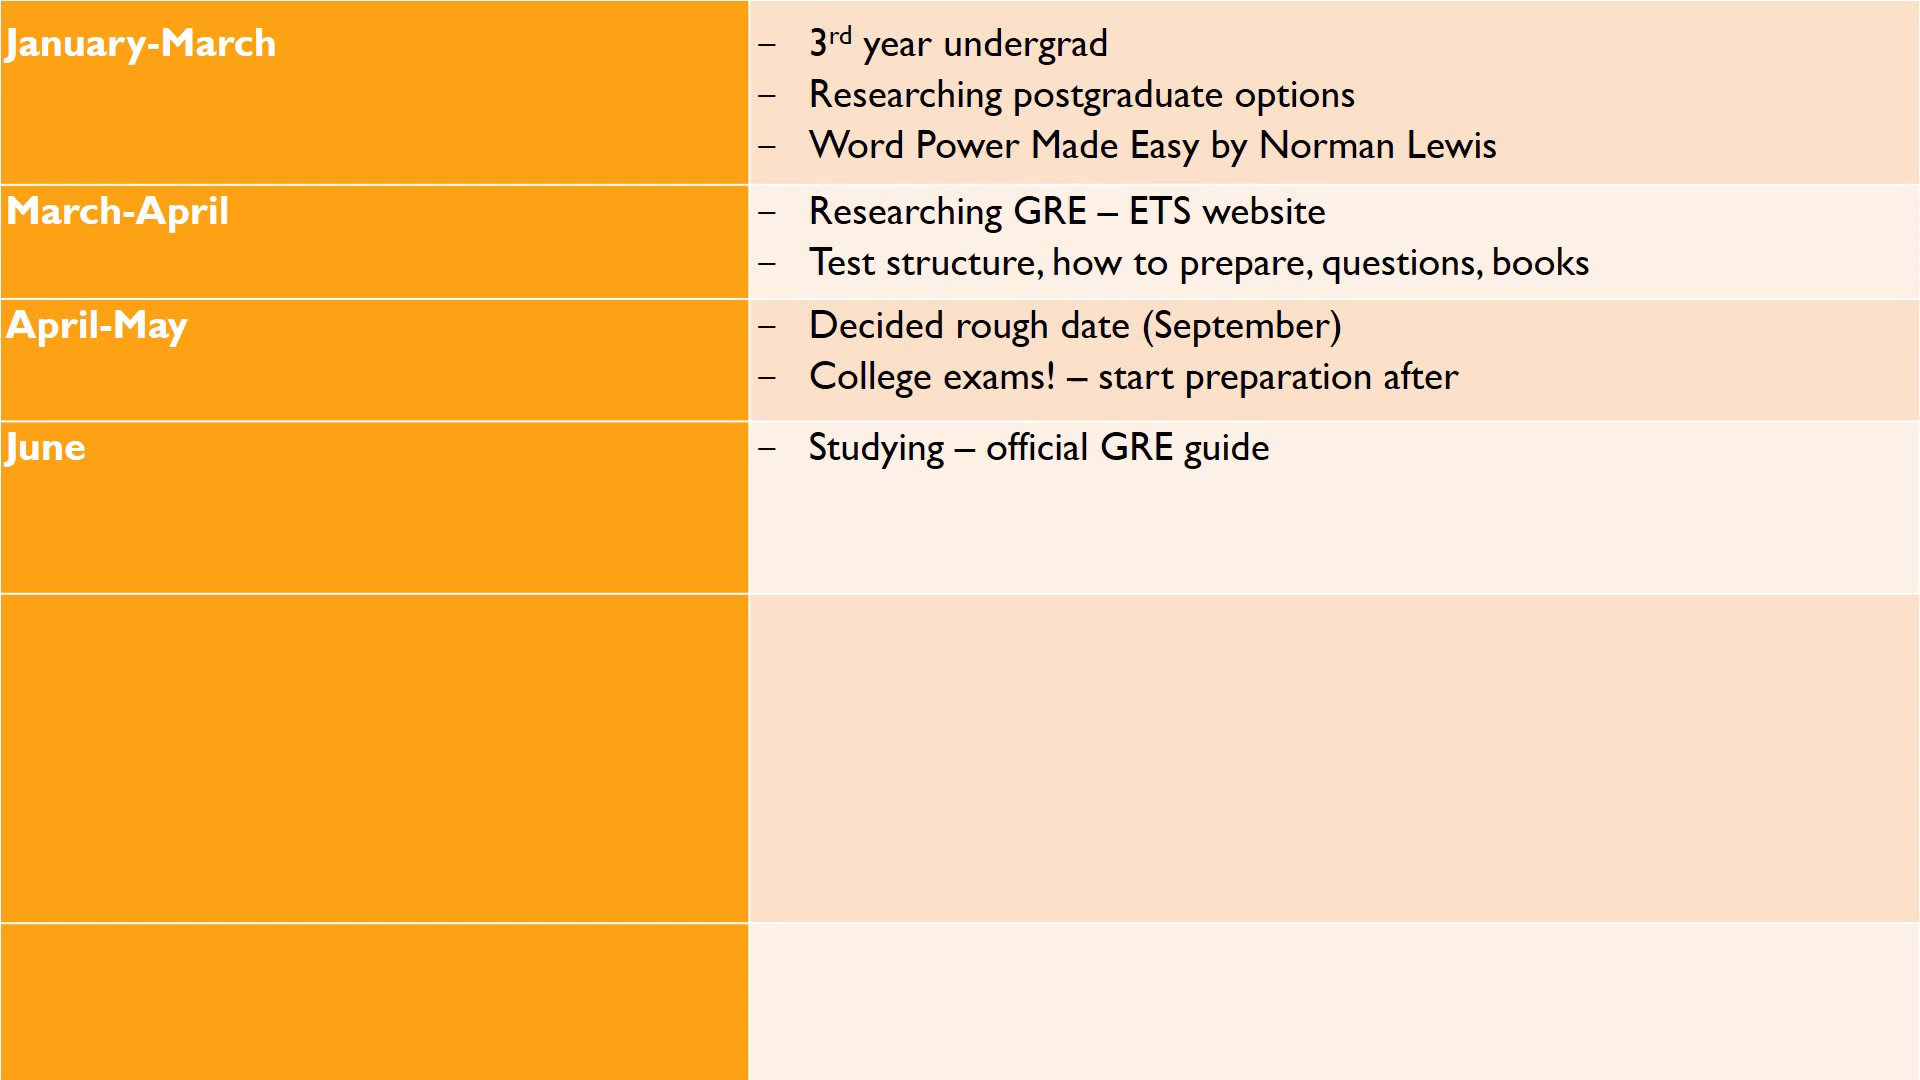 January-March
– 3rd year undergrad
– Researching postgraduate options
– Word Power Made Easy by Norman Lewis
March-April
– Researching GRE – ETS website
– Test structure, how to prepare, questions, books
April-May
– Decided rough date (September)
– College exams! – start preparation after
June
– Studying – official GRE guide